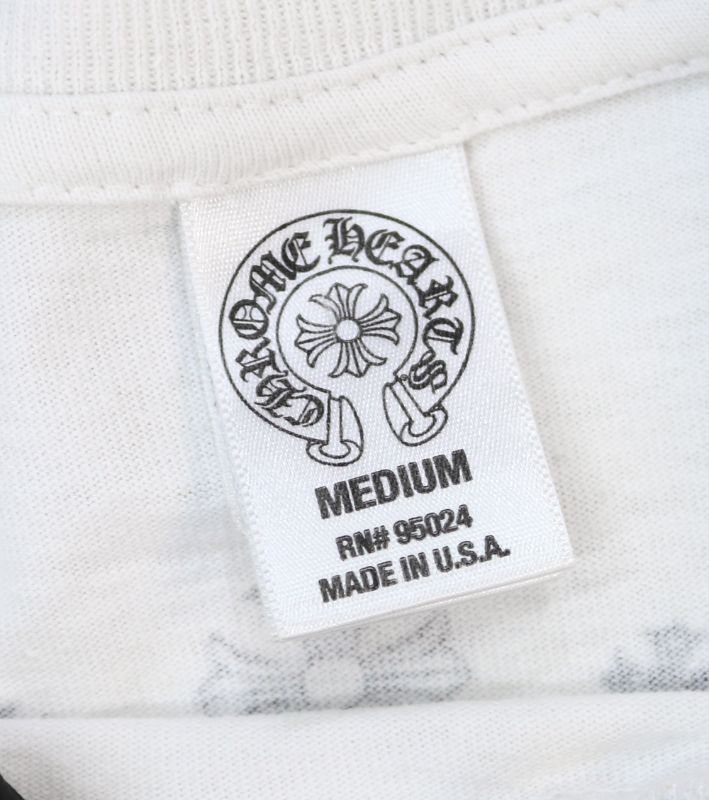 CHROME HEARTS
MEDIUM
RN# 95024
MADE IN U.S.A.